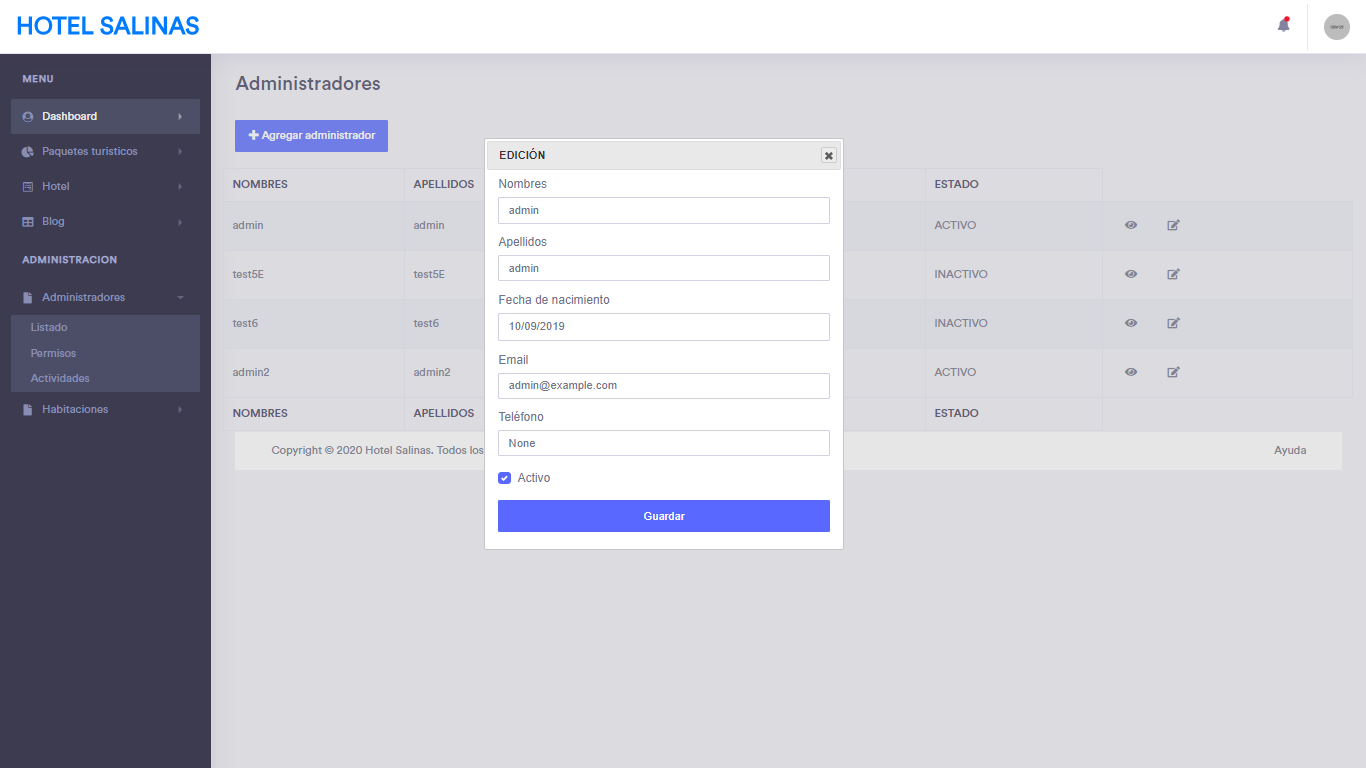 HOTEL SALINAS
MENU
Dashboard
Paquetes turisticos
Hotel
Blog
ADMINISTRACION
Administradores
Listado
Permisos
Actividades
Habitaciones
Administradores
Agregar administrador
NOMBRES APELLIDOS ESTADO
admin admin ACTIVO
test5E test5E INACTIVO
test6 test6 INACTIVO
admin2 admin2 ACTIVO
NOMBRES APELLIDOS ESTADO
Copyright © 2020 Hotel Salinas. Todos los
Ayuda
EDICIÓN
Nombres
admin
Apellidos
admin
Fecha de nacimiento
10/09/2019
Email
admin@example.com
Teléfono
None
Activo
Guardar